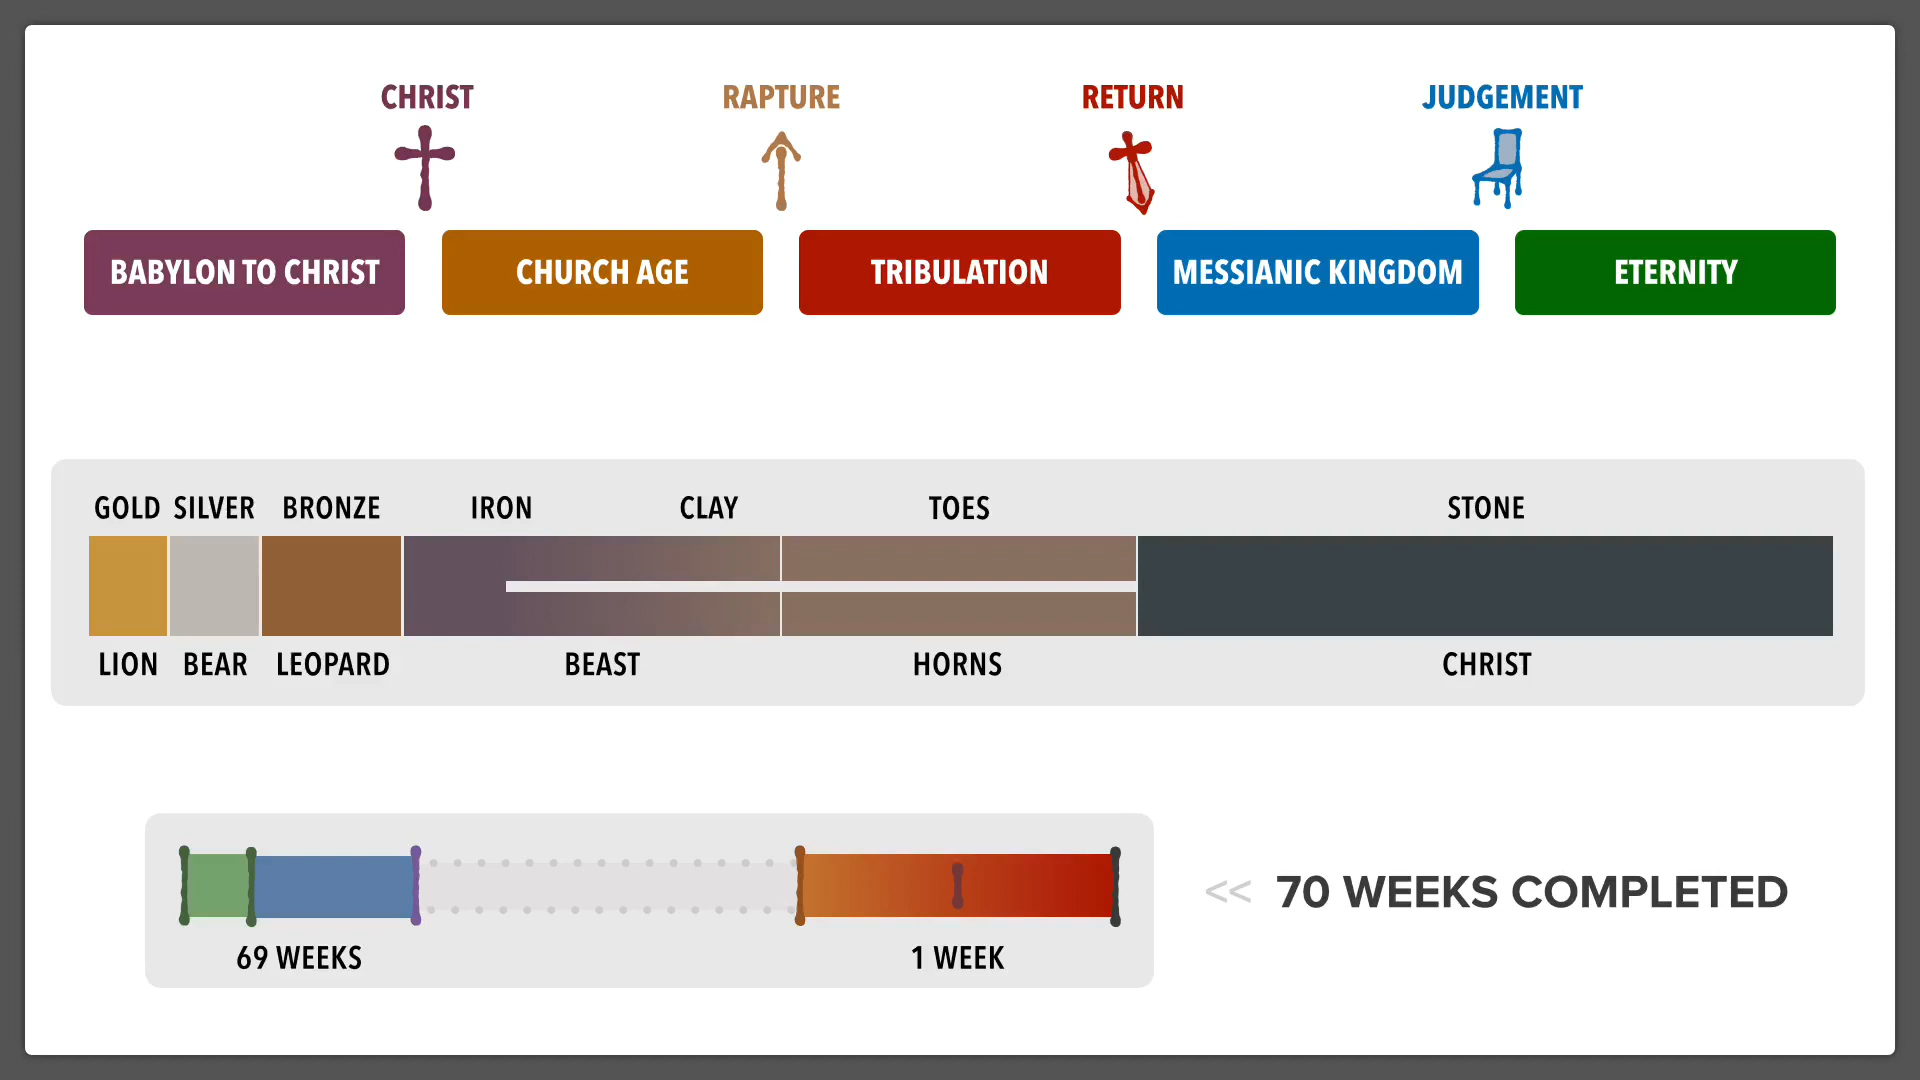 CHRIST RAPTURE RETURN JUDGEMENT
BABYLON TO CHRIST CHURCH AGE TRIBULATION MESSIANIC KINGDOM ETERNITY
GOLD SILVER BRONZE IRON CLAY TOES STONE
LION BEAR LEOPARD BEAST HORNS CHRIST
<< 70 WEEKS COMPLETED
69 WEEKS 1 WEEK